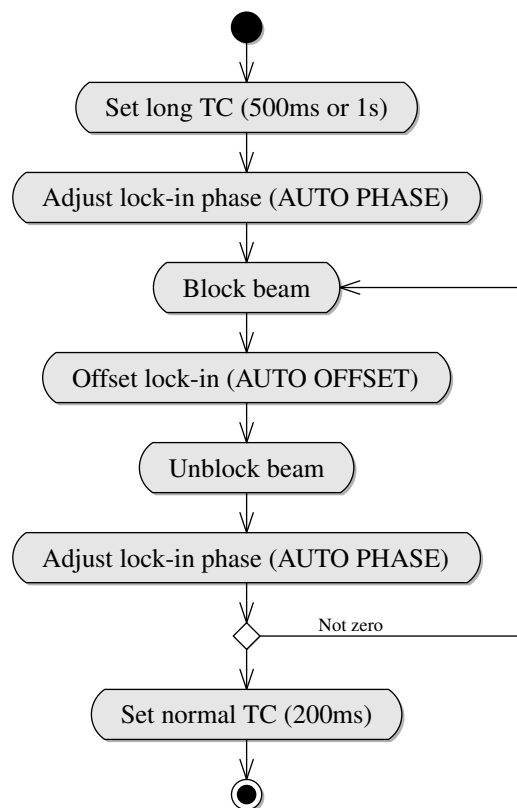 Set long TC (500ms or 1s)
Adjust lock-in phase (AUTO PHASE)
Block beam
Offset lock-in (AUTO OFFSET)
Unblock beam
Adjust lock-in phase (AUTO PHASE)
Not zero
Set normal TC (200ms)